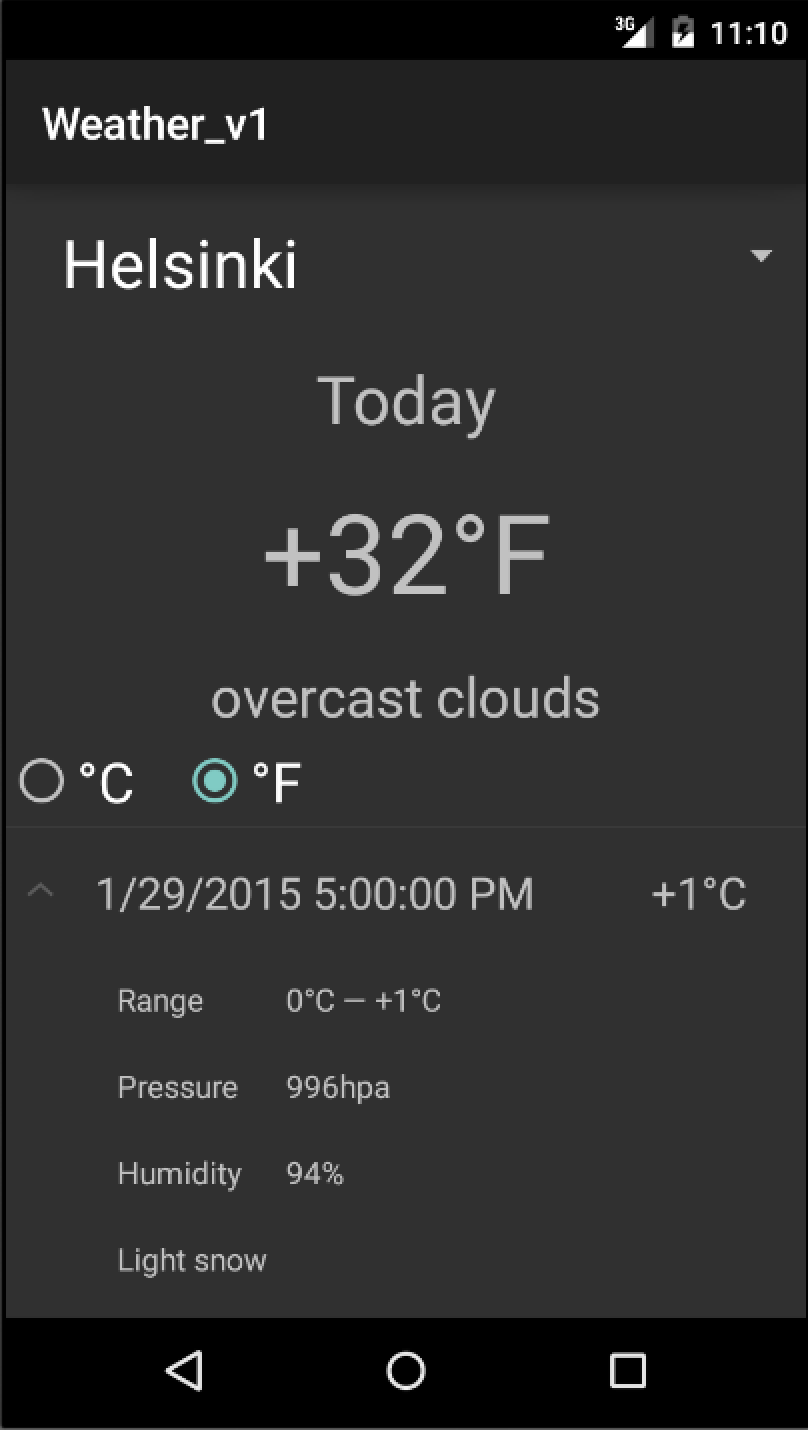 3G 11:10
Weather_v1
Helsinki
Today
+32°F
overcast clouds
°C °F
1/29/2015 5:00:00 PM +1°C
Range 0°C — +1°C
Pressure 996hpa
Humidity 94%
Light snow